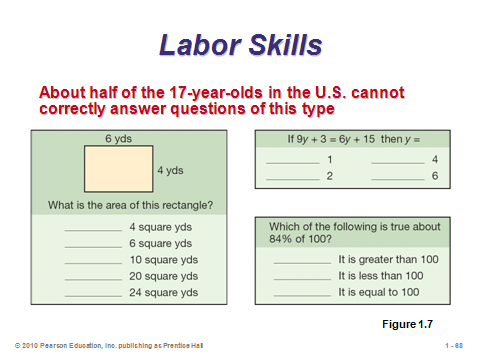 Labor Skills
About half of the 17-year-olds in the U.S. cannot
correctly answer questions of this type
6 yds
4 yds
What is the area of this rectangle?
________ 4 square yds
________ 6 square yds
________ 10 square yds
________ 20 square yds
________ 24 square yds
If 9y + 3 = 6y + 15 then y =
________ 1 ________ 4
________ 2 ________ 6
Which of the following is true about
84% of 100?
________ It is greater than 100
________ It is less than 100
________ It is equal to 100
Figure 1.7
© 2010 Pearson Education, Inc. publishing as Prentice Hall
1 - 68